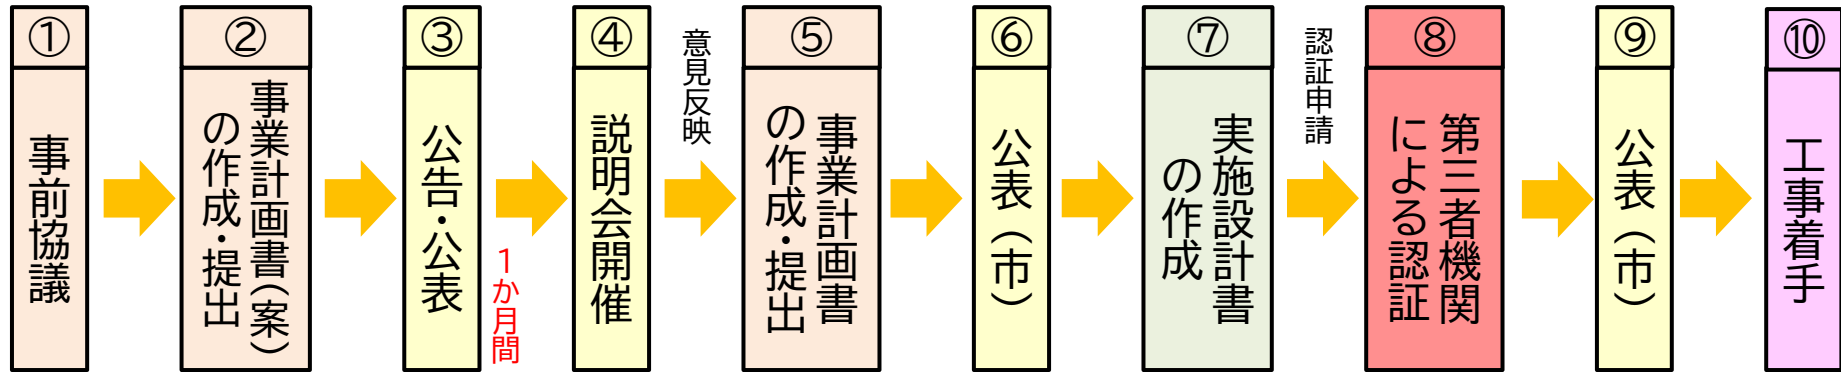 ①
事前協議
②
事業計画書(案)
の作成・提出
③
公告・公表
1か月間
④
説明会開催
意見反映
⑤
事業計画書
の作成・提出
⑥
公表(市)
⑦
実施設計書
の作成
認証申請
⑧
第三者機関
による認証
⑨
公表(市)
⑩
工事着手